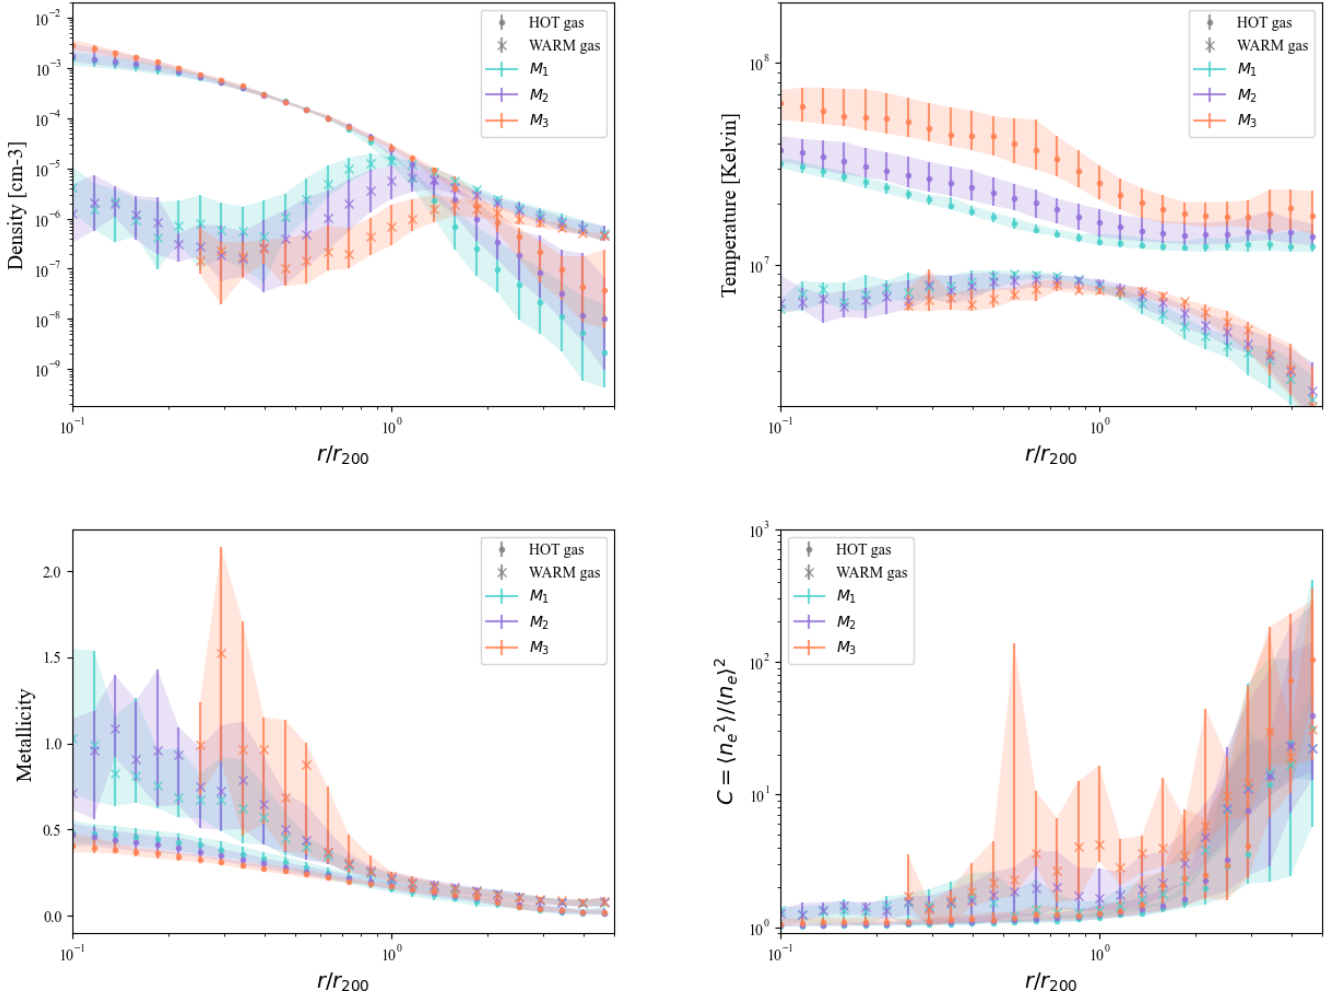 Density [cm-3]
10⁻²
10⁻³
10⁻⁴
10⁻⁵
10⁻⁶
10⁻⁷
10⁻⁸
10⁻⁹
HOT gas
WARM gas
M₁
M₂
M₃
10⁻¹
10⁰
r/r₂₀₀
Temperature [Kelvin]
10⁸
10⁷
HOT gas
WARM gas
M₁
M₂
M₃
10⁻¹
10⁰
r/r₂₀₀
Metallicity
2.0
1.5
1.0
0.5
0.0
HOT gas
WARM gas
M₁
M₂
M₃
10⁻¹
10⁰
r/r₂₀₀
C = ⟨nₑ²⟩/⟨nₑ⟩²
10³
10²
10¹
10⁰
HOT gas
WARM gas
M₁
M₂
M₃
10⁻¹
10⁰
r/r₂₀₀